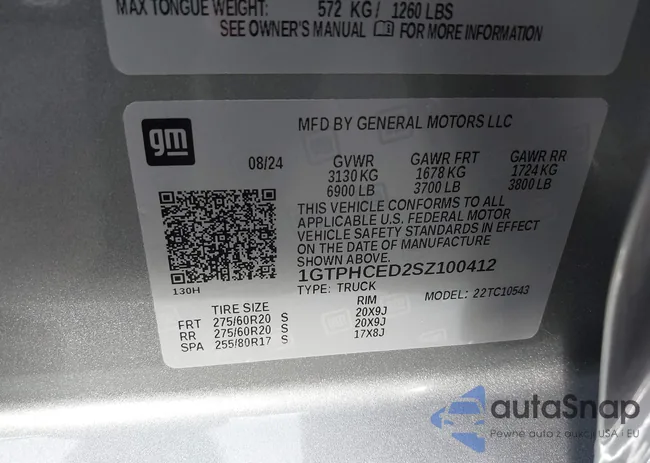 MAX TONGUE WEIGHT: 572 KG/ 1260 LBS
SEE OWNER'S MANUAL FOR MORE INFORMATION
gm
MFD BY GENERAL MOTORS LLC
08/24 GVWR GAWR FRT GAWR RR
3130 KG 1678 KG 1724 KG
6900 LB 3700 LB 3800 LB
THIS VEHICLE CONFORMS TO ALL
APPLICABLE U.S. FEDERAL MOTOR
VEHICLE SAFETY STANDARDS IN EFFECT
ON THE DATE OF MANUFACTURE
SHOWN ABOVE.
1GTPHCED2SZ100412
130H
TYPE: TRUCK MODEL: 22TC10543
TIRE SIZE RIM
FRT 275/60R20 S 20X9J
RR 275/60R20 S 20X9J
SPA 255/80R17 S 17X8J
autaSnap
Pewne auta z aukcji USA i EU